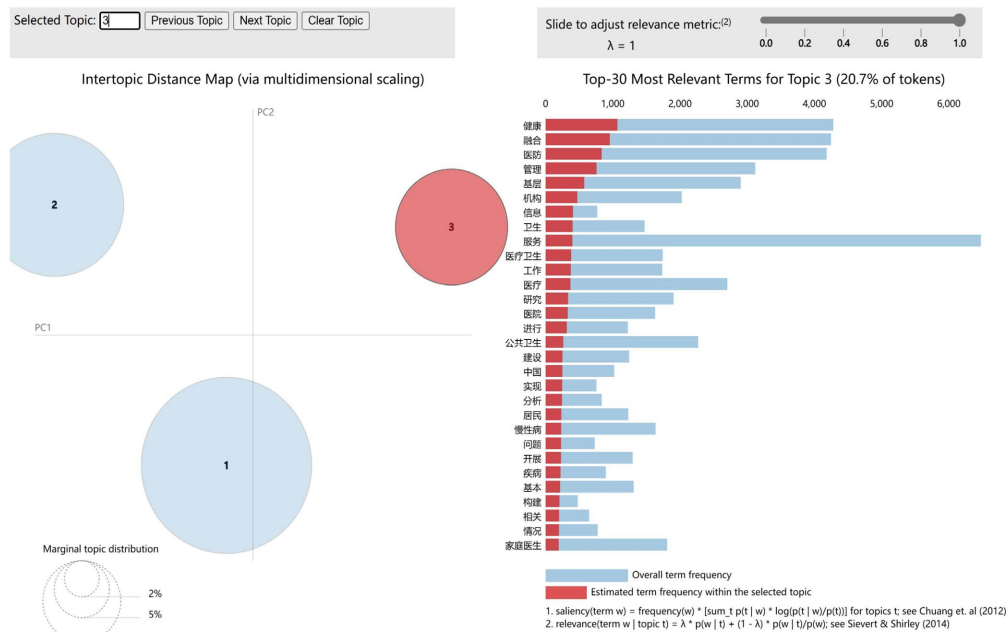 Selected Topic: 3 Previous Topic Next Topic Clear Topic
Slide to adjust relevance metric:(2)
λ = 1
0.0 0.2 0.4 0.6 0.8 1.0
Intertopic Distance Map (via multidimensional scaling)
PC2
PC1
2
3
1
Marginal topic distribution
2%
5%
Top-30 Most Relevant Terms for Topic 3 (20.7% of tokens)
0 1,000 2,000 3,000 4,000 5,000 6,000
健康
融合
医防
管理
基层
机构
信息
卫生
服务
医疗卫生
工作
医疗
研究
医院
进行
公共卫生
建设
中国
实现
分析
居民
慢性病
问题
开展
疾病
基本
构建
相关
情况
家庭医生
Overall term frequency
Estimated term frequency within the selected topic
1. saliency(term w) = frequency(w) * [sum_t p(t | w) * log(p(t | w)/p(t))] for topics t; see Chuang et. al (2012)
2. relevance(term w | topic t) = λ * p(w | t) + (1 - λ) * p(w | t)/p(w); see Sievert & Shirley (2014)